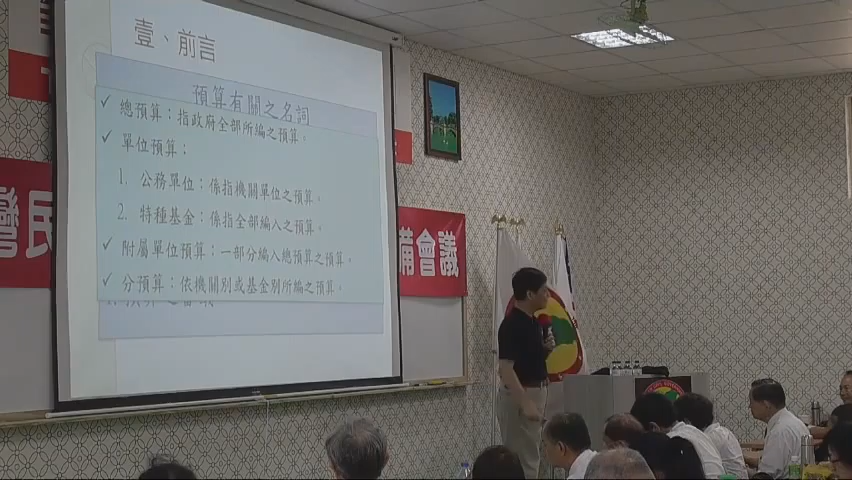 壹、前言
預算有關之名詞
✓ 總預算：指政府全部所編之預算。
✓ 單位預算：
1. 公務單位：係指機關單位之預算。
2. 特種基金：係指全部編入之預算。
✓ 附屬單位預算：一部分編入總預算之預算。
✓ 分預算：依機關別或基金別所編之預算。
灣民
備會議